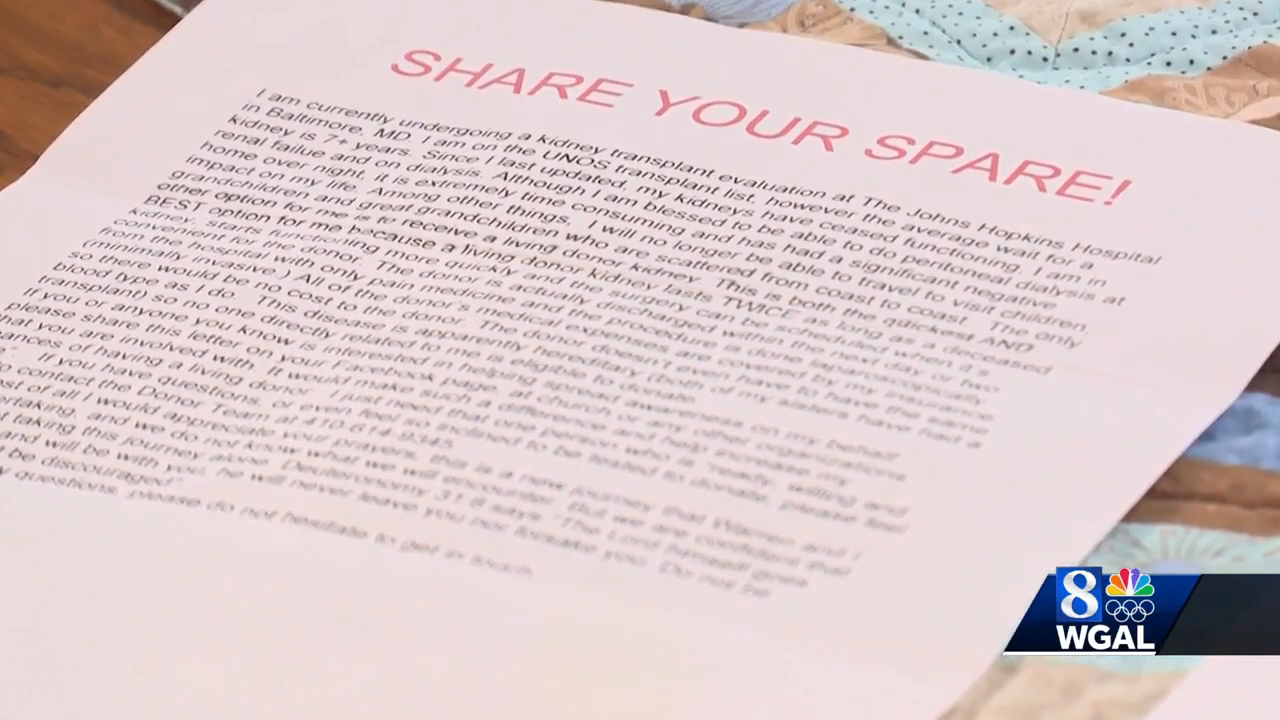 SHARE YOUR SPARE!
I am currently undergoing a kidney transplant evaluation at The Johns Hopkins Hospital
in Baltimore, MD. I am on the UNOS transplant list, however the average wait for a
kidney is 7+ years. Since I last updated, my kidneys have ceased functioning. I am in
renal failue and on dialysis. Although I am blessed to be able to do peritoneal dialysis at
home over night, it is extremely time consuming and has had a significant negative
impact on my life. Among other things, I will no longer be able to travel to visit children,
grandchildren and great grandchildren who are scattered from coast to coast. The only
other option for me is to receive a living donor kidney. This is both the quickest AND
BEST option for me because a living donor kidney lasts TWICE as long as a deceased
kidney, starts functioning more quickly and the surgery can be scheduled when it's
convenient for the donor. The donor is actually discharged within the next day or two
from the hospital with only pain medicine and the procedure is done laparoscopically
(minimally invasive.) All of the donor's medical expenses are covered by my insurance,
so there would be no cost to the donor. The donor doesn't even have to have the same
blood type as I do. This disease is apparently hereditary (both of my sisters have had a
transplant) so no one directly related to me is eligible to donate.
If you or anyone you know is interested in helping spread awareness on my behalf,
please share this letter on your Facebook page, at church or any other organizations
that you are involved with. It would make such a difference and help increase my
chances of having a living donor. I just need that one person who is "ready, willing and
If you have questions, or even feel so inclined to be tested to donate, please feel
to contact the Donor Team at 410-614-9345.
of all I would appreciate your prayers, this is a new journey that Warren and I
and we do not know what we will encounter. But we are confident that
taking this journey alone. Deuteronomy 31:8 says, "The Lord himself goes
and will be with you; he will never leave you nor forsake you. Do not be
be discouraged"
questions, please do not hesitate to get in touch.
8
WGAL